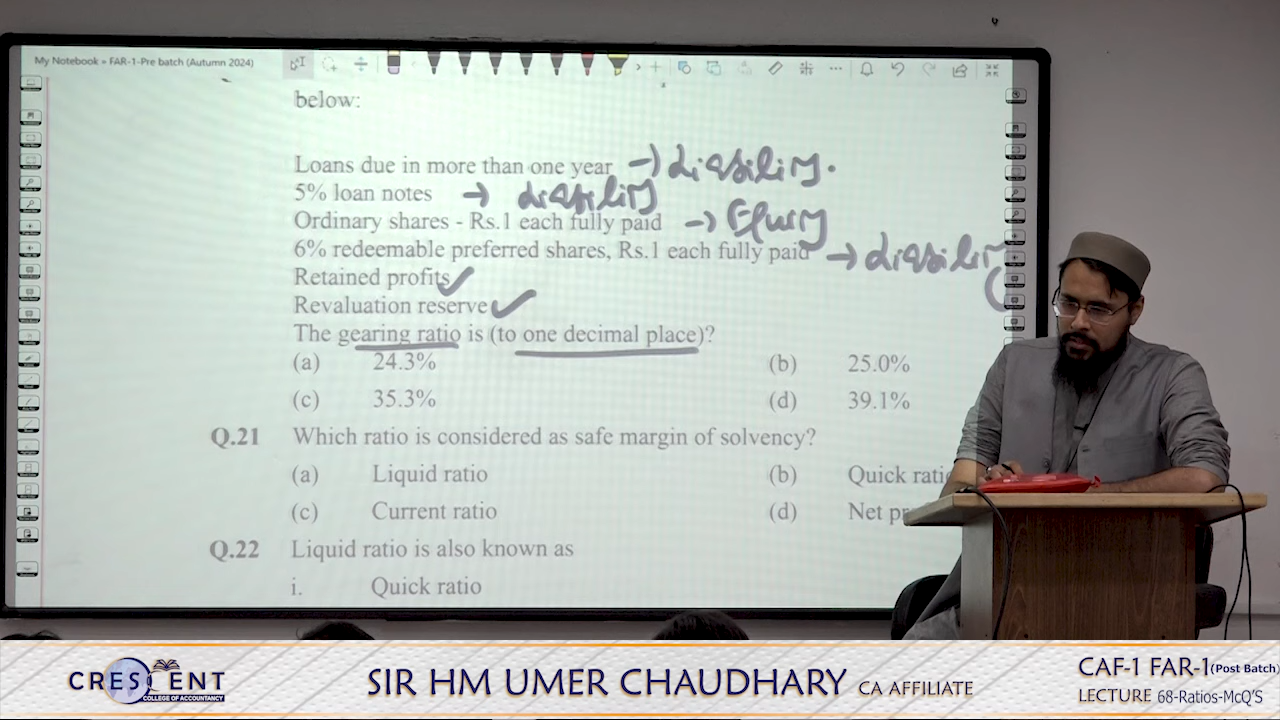 My Notebook » FAR-1-Pre batch (Autumn 2024)
below:
Loans due in more than one year → Liability.
5% loan notes → Liability
Ordinary shares - Rs.1 each fully paid → Equity
6% redeemable preferred shares, Rs.1 each fully paid → Liability
Retained profits ✓
Revaluation reserve ✓
The gearing ratio is (to one decimal place)?
(a) 24.3% (b) 25.0%
(c) 35.3% (d) 39.1%
Q.21 Which ratio is considered as safe margin of solvency?
(a) Liquid ratio (b) Quick ratio
(c) Current ratio (d) Net
Q.22 Liquid ratio is also known as
i. Quick ratio
CRESCENT
COLLEGE OF ACCOUNTANCY
SIR HM UMER CHAUDHARY CA AFFILIATE
CAF-1 FAR-1(Post Batch)
LECTURE 68-Ratios-McQ'S